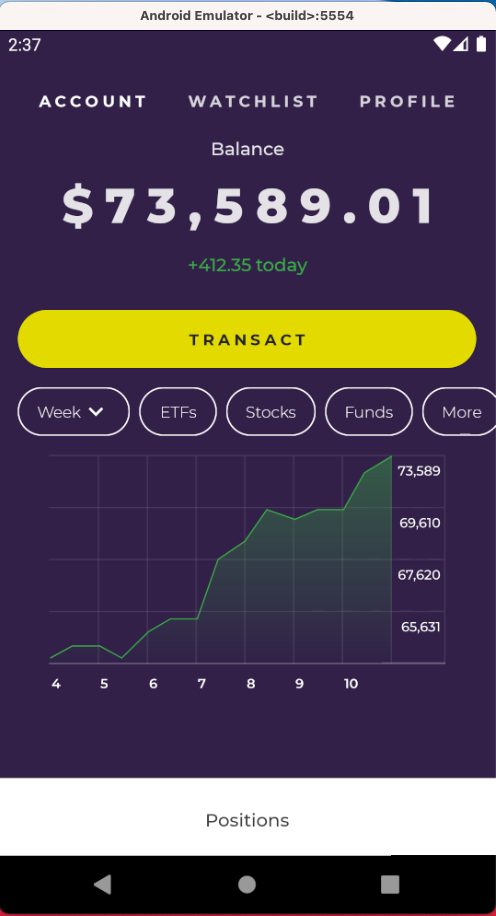 Android Emulator - <build>:5554
2:37
ACCOUNT WATCHLIST PROFILE
Balance
$73,589.01
+412.35 today
TRANSACT
Week ETFs Stocks Funds More
73,589
69,610
67,620
65,631
4 5 6 7 8 9 10
Positions